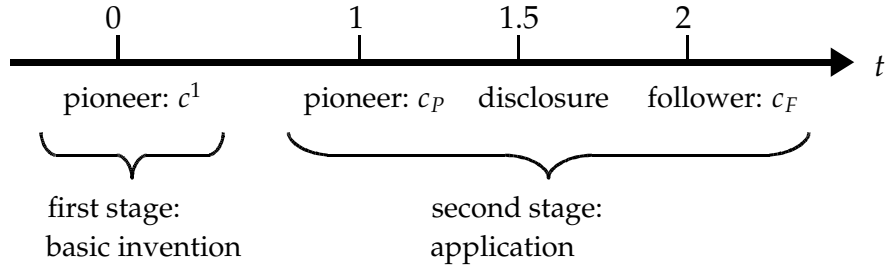 0 1 1.5 2
t
pioneer: c¹ pioneer: c_P disclosure follower: c_F
first stage: second stage:
basic invention application